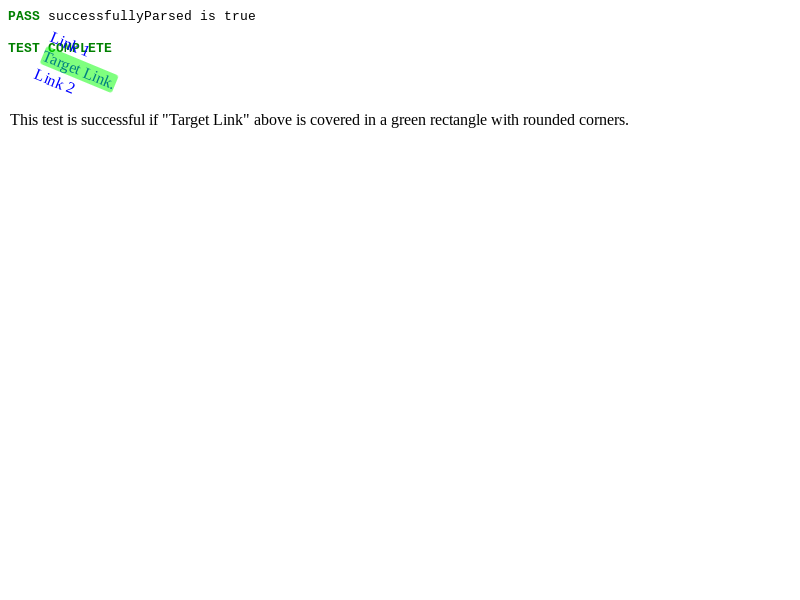 PASS successfullyParsed is true
Link 1
TEST COMPLETE
Target Link.
Link 2
This test is successful if "Target Link" above is covered in a green rectangle with rounded corners.